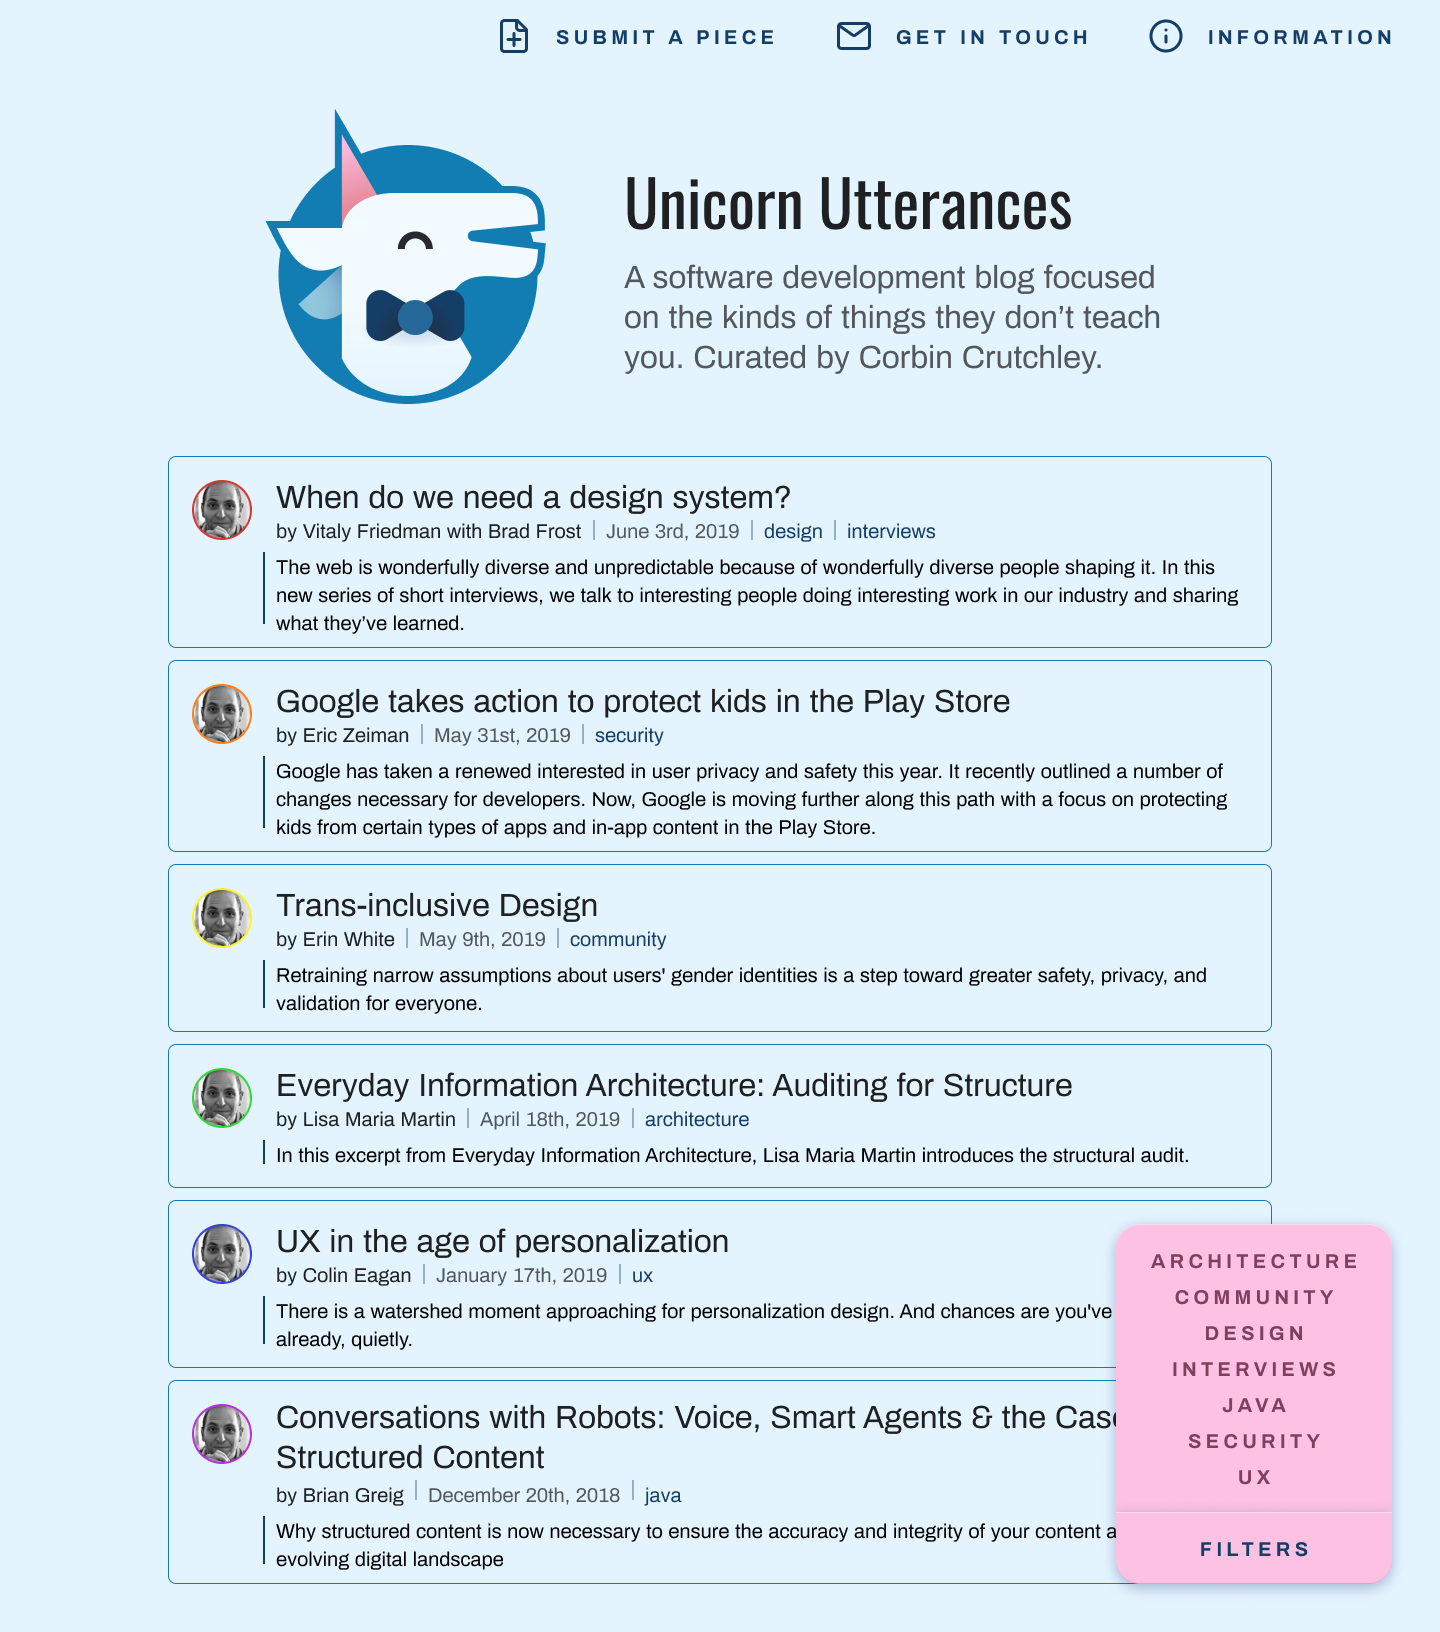 SUBMIT A PIECE GET IN TOUCH INFORMATION
Unicorn Utterances
A software development blog focused
on the kinds of things they don’t teach
you. Curated by Corbin Crutchley.
When do we need a design system?
by Vitaly Friedman with Brad Frost | June 3rd, 2019 | design | interviews
The web is wonderfully diverse and unpredictable because of wonderfully diverse people shaping it. In this
new series of short interviews, we talk to interesting people doing interesting work in our industry and sharing
what they’ve learned.
Google takes action to protect kids in the Play Store
by Eric Zeiman | May 31st, 2019 | security
Google has taken a renewed interested in user privacy and safety this year. It recently outlined a number of
changes necessary for developers. Now, Google is moving further along this path with a focus on protecting
kids from certain types of apps and in-app content in the Play Store.
Trans-inclusive Design
by Erin White | May 9th, 2019 | community
Retraining narrow assumptions about users' gender identities is a step toward greater safety, privacy, and
validation for everyone.
Everyday Information Architecture: Auditing for Structure
by Lisa Maria Martin | April 18th, 2019 | architecture
In this excerpt from Everyday Information Architecture, Lisa Maria Martin introduces the structural audit.
UX in the age of personalization
by Colin Eagan | January 17th, 2019 | ux
There is a watershed moment approaching for personalization design. And chances are you've
already, quietly.
Conversations with Robots: Voice, Smart Agents & the Case
Structured Content
by Brian Greig | December 20th, 2018 | java
Why structured content is now necessary to ensure the accuracy and integrity of your content
evolving digital landscape
ARCHITECTURE
COMMUNITY
DESIGN
INTERVIEWS
JAVA
SECURITY
UX
FILTERS